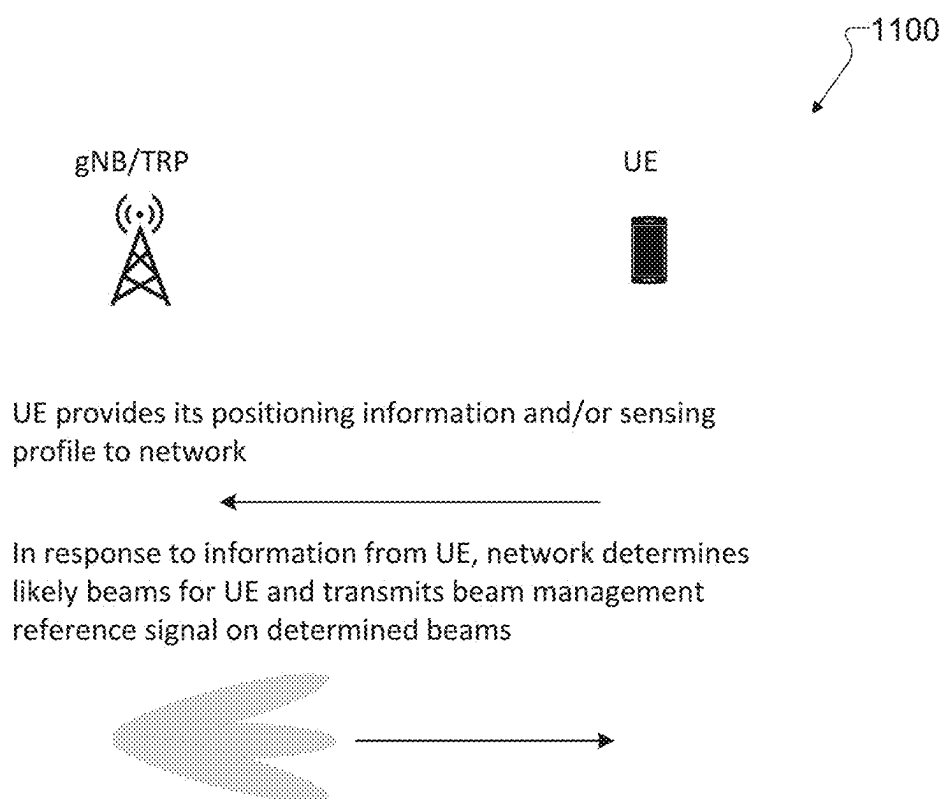 1100
gNB/TRP
UE
UE provides its positioning information and/or sensing
profile to network
In response to information from UE, network determines
likely beams for UE and transmits beam management
reference signal on determined beams